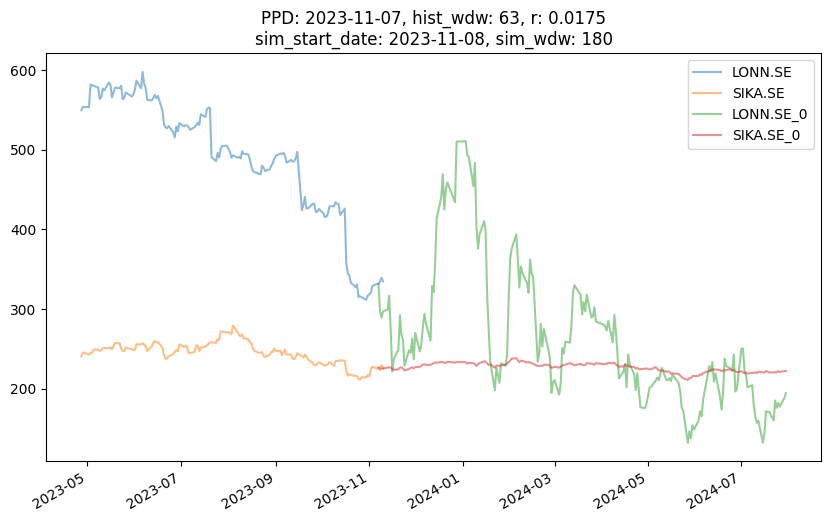 PPD: 2023-11-07, hist_wdw: 63, r: 0.0175
sim_start_date: 2023-11-08, sim_wdw: 180
LONN.SE
SIKA.SE
LONN.SE_0
SIKA.SE_0
600
500
400
300
200
2023-05
2023-07
2023-09
2023-11
2024-01
2024-03
2024-05
2024-07